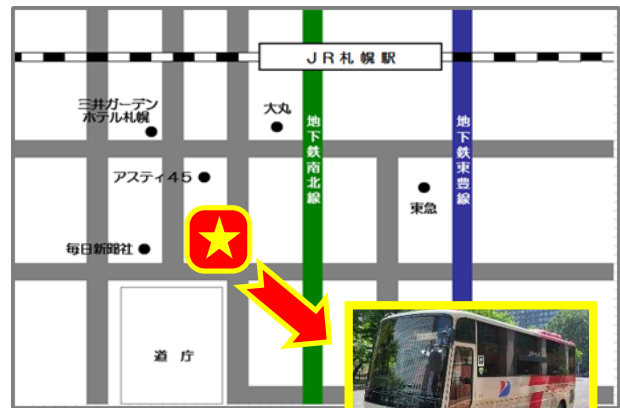 JR札幌駅
三井ガーデン
ホテル札幌
大丸
地下鉄南北線
地下鉄東豊線
アスティ45
東急
毎日新聞社
道庁